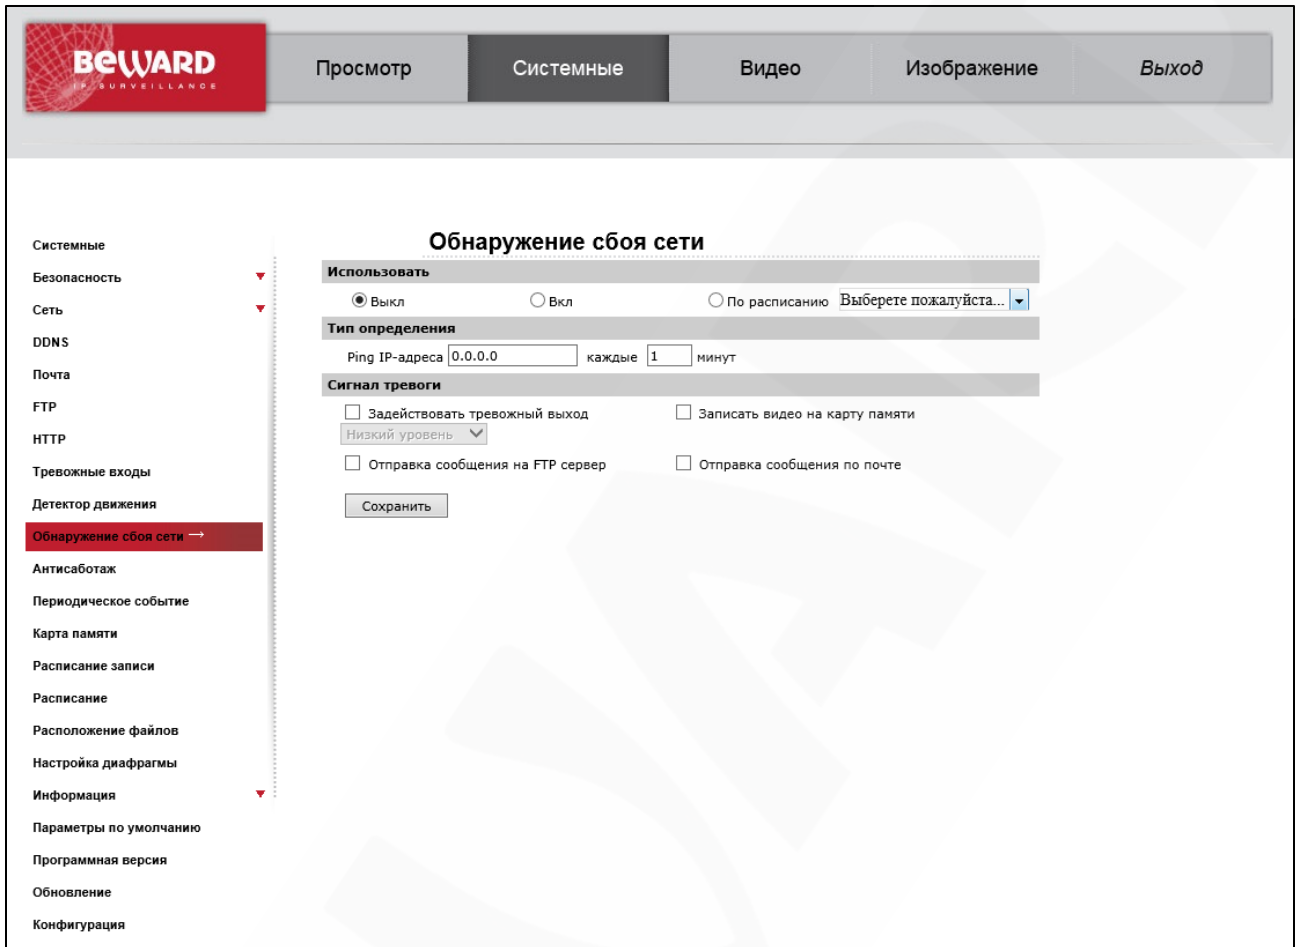 BEWARD
IP SURVEILLANCE
Просмотр
Системные
Видео
Изображение
Выход
Системные
Безопасность
Сеть
DDNS
Почта
FTP
HTTP
Тревожные входы
Детектор движения
Обнаружение сбоя сети →
Антисаботаж
Периодическое событие
Карта памяти
Расписание записи
Расписание
Расположение файлов
Настройка диафрагмы
Информация
Параметры по умолчанию
Программная версия
Обновление
Конфигурация
Обнаружение сбоя сети
Использовать
Выкл Вкл По расписанию Выберете пожалуйста...
Тип определения
Ping IP-адреса 0.0.0.0 каждые 1 минут
Сигнал тревоги
Задействовать тревожный выход Записать видео на карту памяти
Низкий уровень
Отправка сообщения на FTP сервер Отправка сообщения по почте
Сохранить